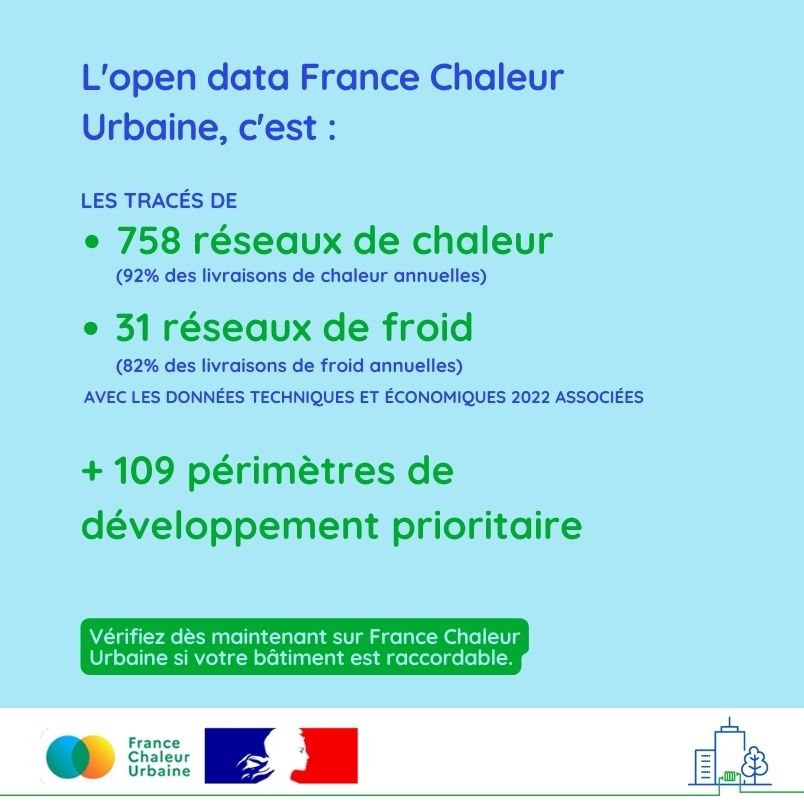 L'open data France Chaleur
Urbaine, c'est :
LES TRACÉS DE
• 758 réseaux de chaleur
(92% des livraisons de chaleur annuelles)
• 31 réseaux de froid
(82% des livraisons de froid annuelles)
AVEC LES DONNÉES TECHNIQUES ET ÉCONOMIQUES 2022 ASSOCIÉES
+ 109 périmètres de
développement prioritaire
Vérifiez dès maintenant sur France Chaleur
Urbaine si votre bâtiment est raccordable.
France
Chaleur
Urbaine